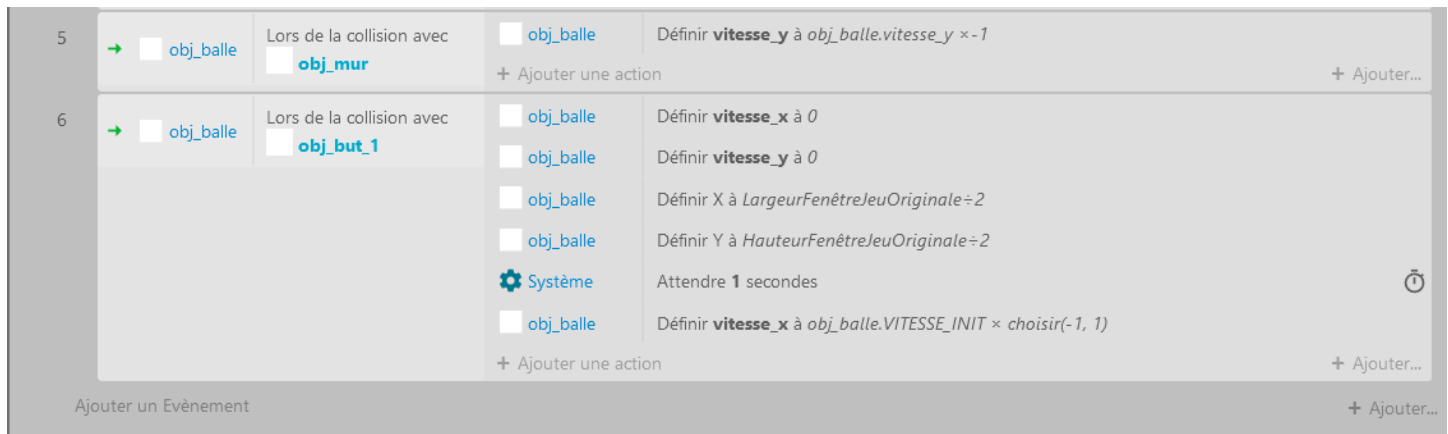 5
obj_balle
Lors de la collision avec
obj_mur
obj_balle Définir vitesse_y à obj_balle.vitesse_y ×-1
+ Ajouter une action + Ajouter...
6
obj_balle
Lors de la collision avec
obj_but_1
obj_balle Définir vitesse_x à 0
obj_balle Définir vitesse_y à 0
obj_balle Définir X à LargeurFenêtreJeuOriginale÷2
obj_balle Définir Y à HauteurFenêtreJeuOriginale÷2
Système Attendre 1 secondes
obj_balle Définir vitesse_x à obj_balle.VITESSE_INIT × choisir(-1, 1)
+ Ajouter une action + Ajouter...
Ajouter un Evènement + Ajouter...